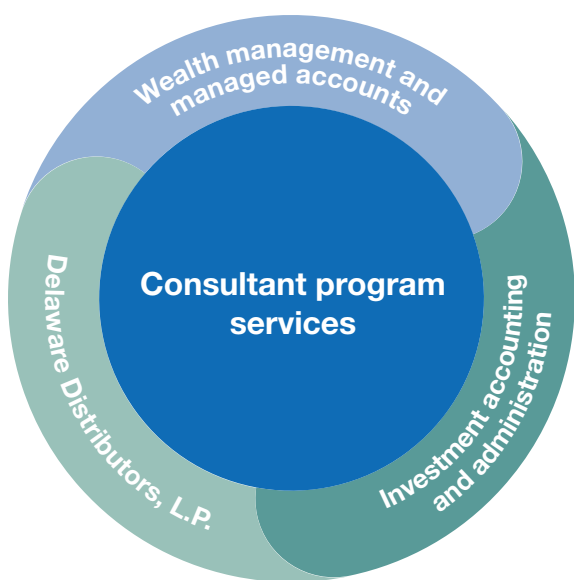 Wealth management and
managed accounts
Consultant program
services
Investment accounting
and administration
Delaware Distributors, L.P.